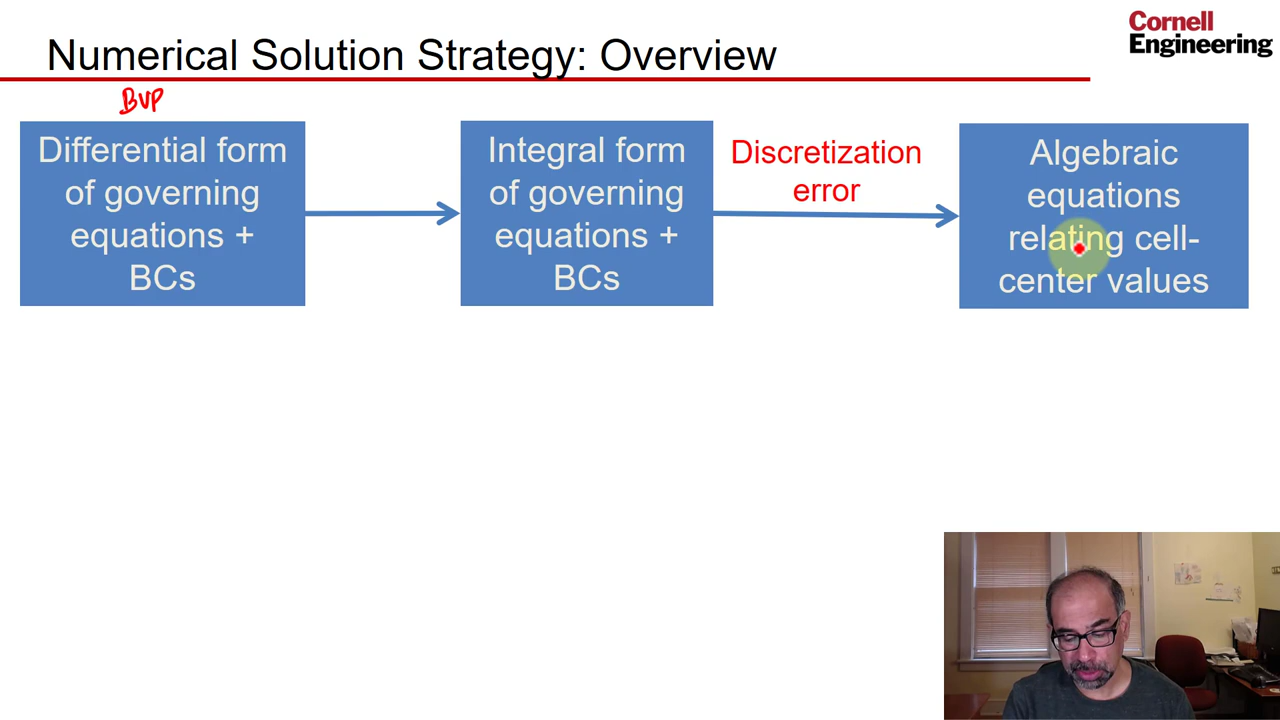 Numerical Solution Strategy: Overview
Cornell
Engineering
BVP
Differential form
of governing
equations +
BCs
Integral form
of governing
equations +
BCs
Discretization
error
Algebraic
equations
relating cell-
center values